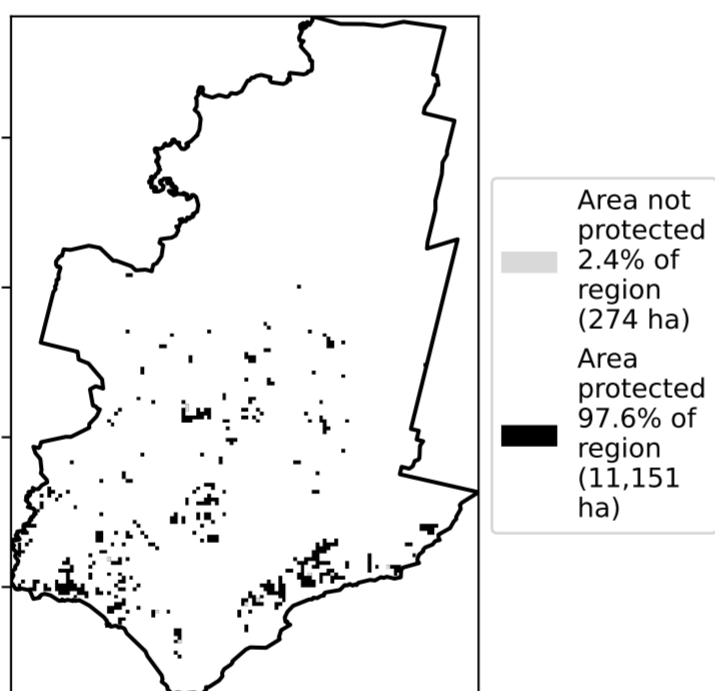 Area not
protected
2.4% of
region
(274 ha)
Area
protected
97.6% of
region
(11,151
ha)